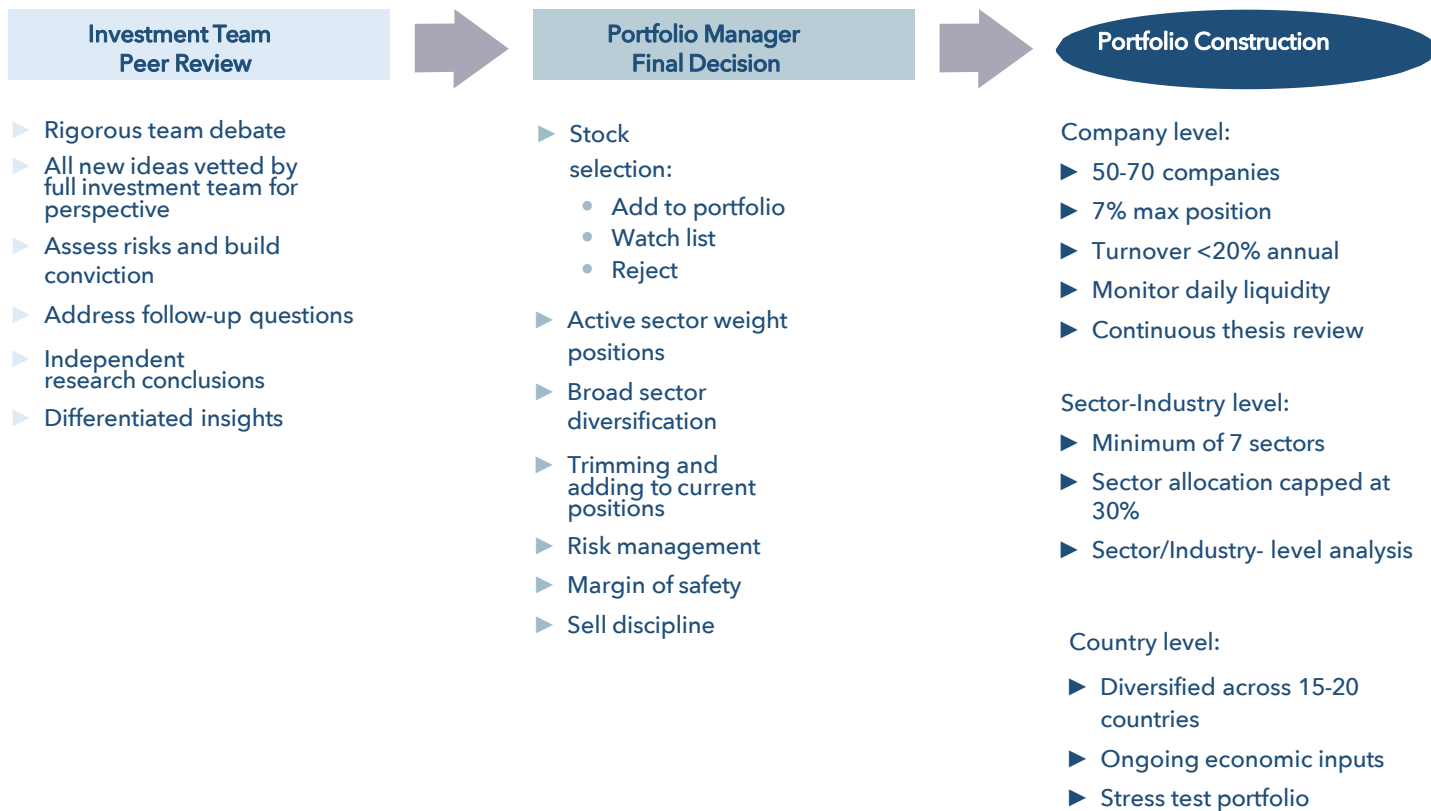 Investment Team
Peer Review
Rigorous team debate
All new ideas vetted by
full investment team for
perspective
Assess risks and build
conviction
Address follow-up questions
Independent
research conclusions
Differentiated insights
Portfolio Manager
Final Decision
Stock
selection:
Add to portfolio
Watch list
Reject
Active sector weight
positions
Broad sector
diversification
Trimming and
adding to current
positions
Risk management
Margin of safety
Sell discipline
Portfolio Construction
Company level:
50-70 companies
7% max position
Turnover <20% annual
Monitor daily liquidity
Continuous thesis review
Sector-Industry level:
Minimum of 7 sectors
Sector allocation capped at
30%
Sector/Industry- level analysis
Country level:
Diversified across 15-20
countries
Ongoing economic inputs
Stress test portfolio